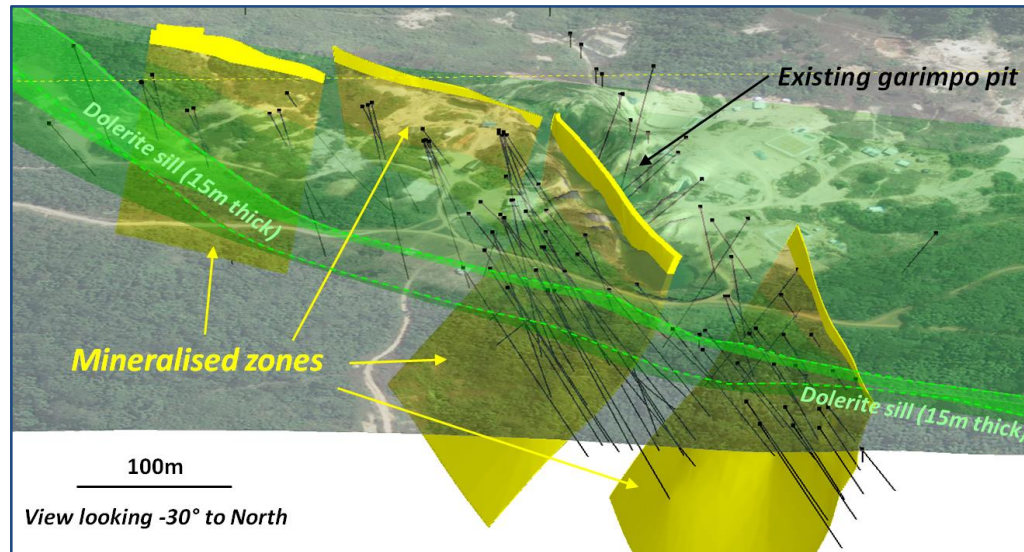 Existing garimpo pit
Dolerite sill (15m thick)
Mineralised zones
Dolerite sill (15m thick)
100m
View looking -30° to North